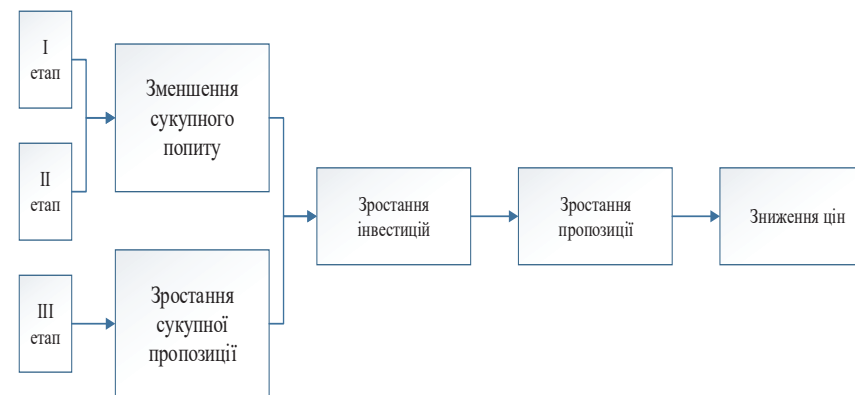 I
етап
Зменшення
сукупного
попиту
II
етап
Зростання
інвестицій
Зростання
пропозиції
Зниження цін
III
етап
Зростання
сукупної
пропозиції